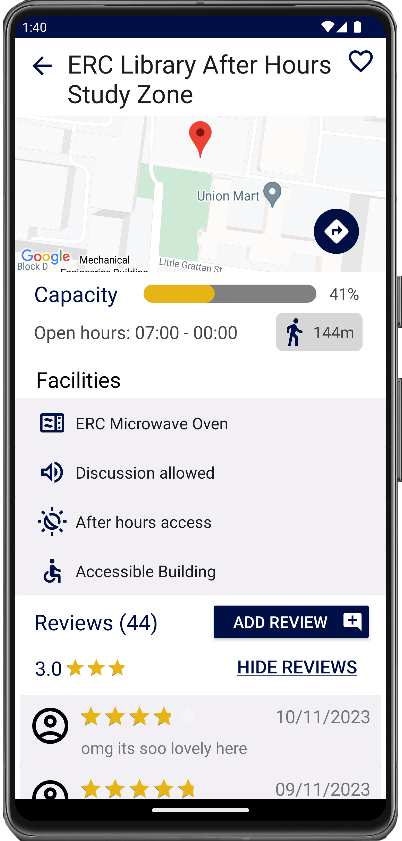 1:40
ERC Library After Hours
Study Zone
Union Mart
Google
Block D
Mechanical
Engineering Building
Little Grattan St
Capacity
41%
Open hours: 07:00 - 00:00
144m
Facilities
ERC Microwave Oven
Discussion allowed
After hours access
Accessible Building
Reviews (44)
ADD REVIEW
3.0
HIDE REVIEWS
10/11/2023
omg its soo lovely here
09/11/2023